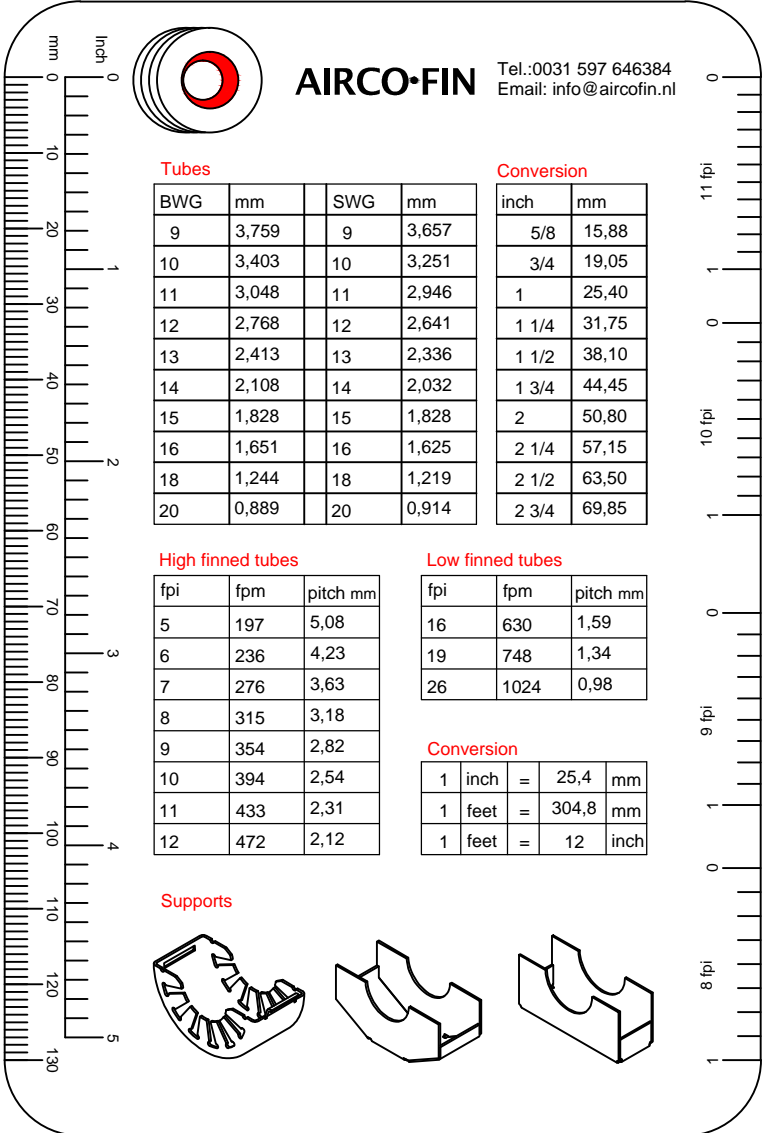 AIRCO•FIN
Tel.:0031 597 646384
Email: info@aircofin.nl
mm
0
10
20
30
40
50
60
70
80
90
100
110
120
130
Inch
0
1
2
3
4
5
Tubes
BWG mm SWG mm
9 3,759 9 3,657
10 3,403 10 3,251
11 3,048 11 2,946
12 2,768 12 2,641
13 2,413 13 2,336
14 2,108 14 2,032
15 1,828 15 1,828
16 1,651 16 1,625
18 1,244 18 1,219
20 0,889 20 0,914
Conversion
inch mm
5/8 15,88
3/4 19,05
1 25,40
1 1/4 31,75
1 1/2 38,10
1 3/4 44,45
2 50,80
2 1/4 57,15
2 1/2 63,50
2 3/4 69,85
High finned tubes
fpi fpm pitch mm
5 197 5,08
6 236 4,23
7 276 3,63
8 315 3,18
9 354 2,82
10 394 2,54
11 433 2,31
12 472 2,12
Low finned tubes
fpi fpm pitch mm
16 630 1,59
19 748 1,34
26 1024 0,98
Conversion
1 inch = 25,4 mm
1 feet = 304,8 mm
1 feet = 12 inch
Supports
0
11 fpi
1
0
10 fpi
1
0
9 fpi
1
0
8 fpi
1